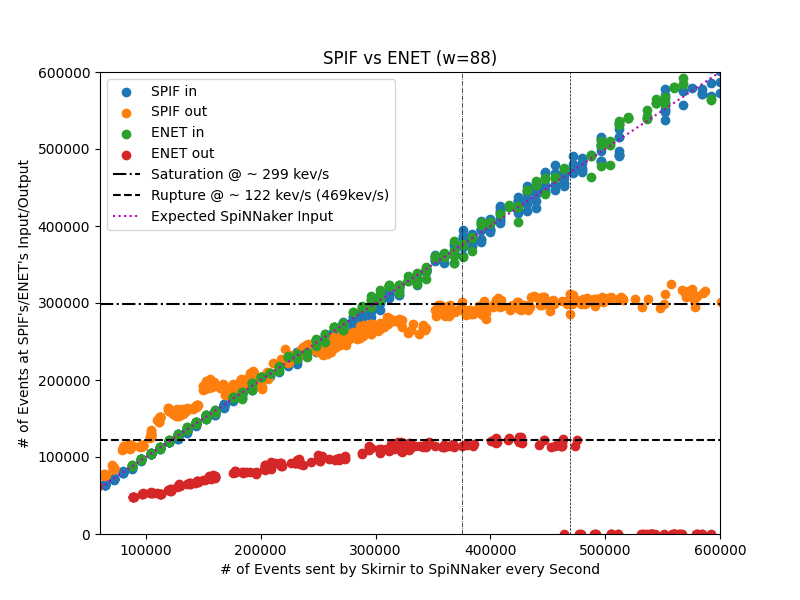 SPIF vs ENET (w=88)
# of Events at SPIF's/ENET's Input/Output
600000
500000
400000
300000
200000
100000
0
SPIF in
SPIF out
ENET in
ENET out
Saturation @ ~ 299 kev/s
Rupture @ ~ 122 kev/s (469kev/s)
Expected SpiNNaker Input
100000 200000 300000 400000 500000 600000
# of Events sent by Skirnir to SpiNNaker every Second